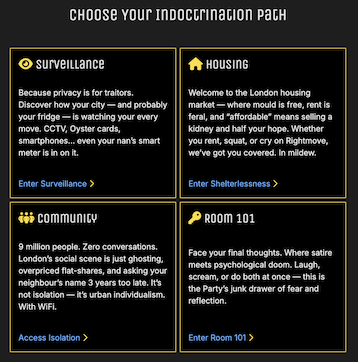 Choose Your Indoctrination Path
Surveillance
Because privacy is for traitors.
Discover how your city — and probably
your fridge — is watching your every
move. CCTV, Oyster cards,
smartphones... even your nan's smart
meter is in on it.
Enter Surveillance >
Housing
Welcome to the London housing
market — where mould is free, rent is
feral, and “affordable” means selling a
kidney and half your hope. Whether
you rent, squat, or cry on Rightmove,
we've got you covered. In mildew.
Enter Shelterlessness >
Community
9 million people. Zero conversations.
London's social scene is just ghosting,
overpriced flat-shares, and asking your
neighbour's name 3 years too late. It's
not isolation — it's urban individualism.
With WiFi.
Access Isolation >
Room 101
Face your final thoughts. Where satire
meets psychological doom. Laugh,
scream, or do both at once — this is
the Party's junk drawer of fear and
reflection.
Enter Room 101 >